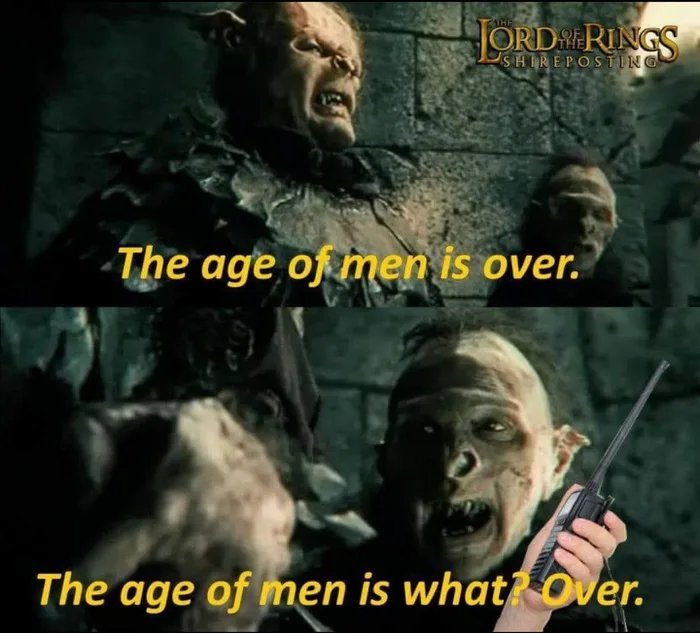 THE LORD OF THE RINGS
SHIREPOSTING
The age of men is over.
The age of men is what? Over.